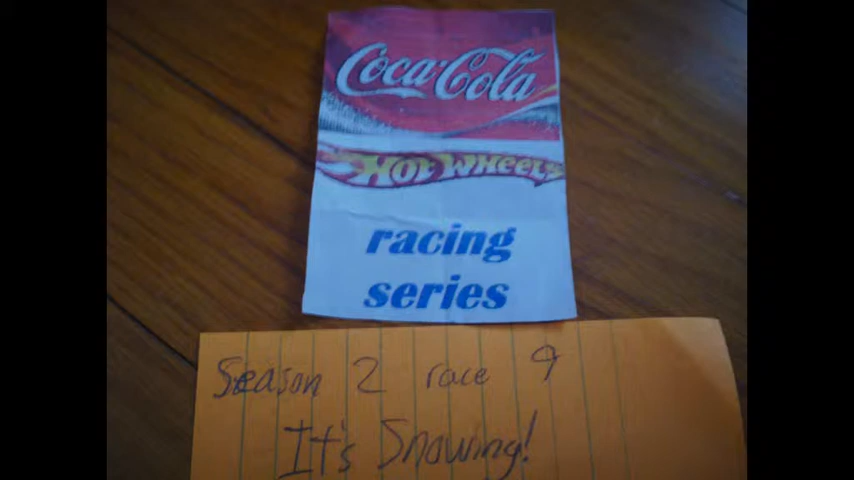 Coca-Cola
HOT WHEELS
racing
series
Season 2 race 9
It's Snowing!